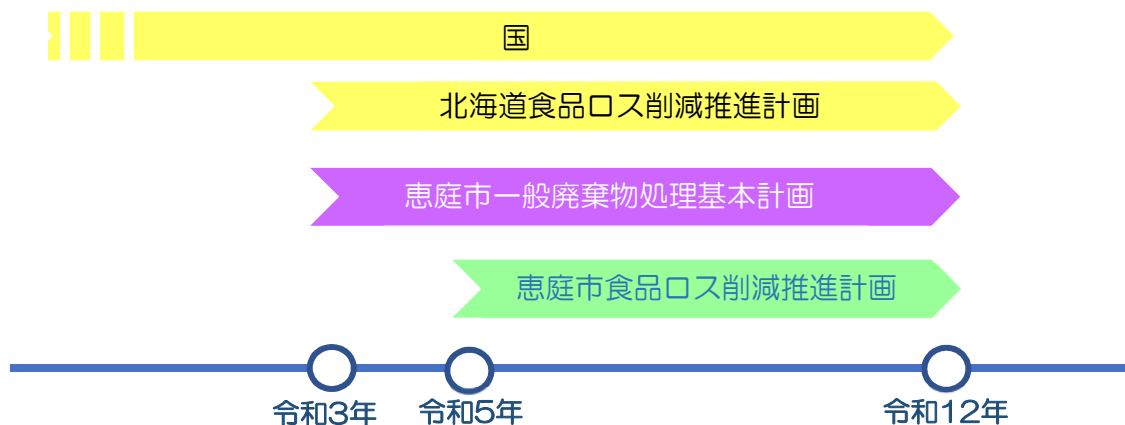 国
北海道食品ロス削減推進計画
恵庭市一般廃棄物処理基本計画
恵庭市食品ロス削減推進計画
令和3年
令和5年
令和12年